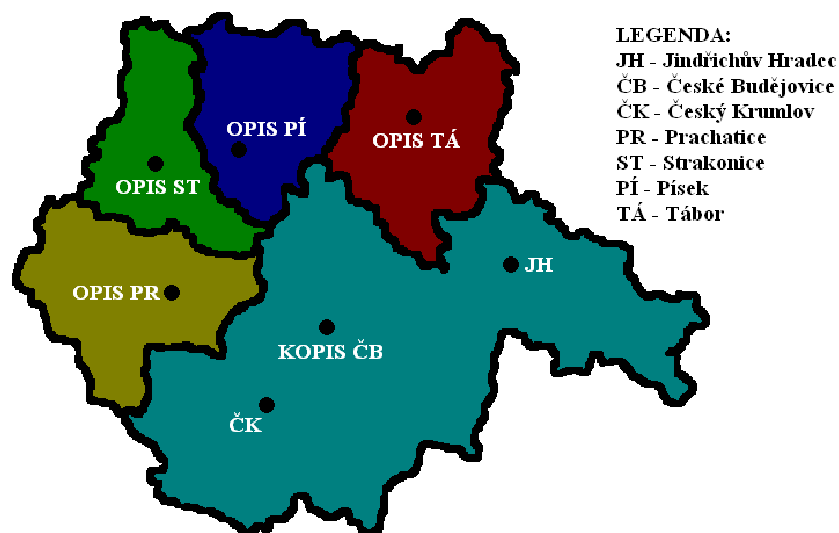 LEGENDA:
JH - Jindřichův Hradec
ČB - České Budějovice
ČK - Český Krumlov
PR - Prachatice
ST - Strakonice
PÍ - Písek
TÁ - Tábor
OPIS PÍ
OPIS TÁ
OPIS ST
JH
OPIS PR
KOPIS ČB
ČK